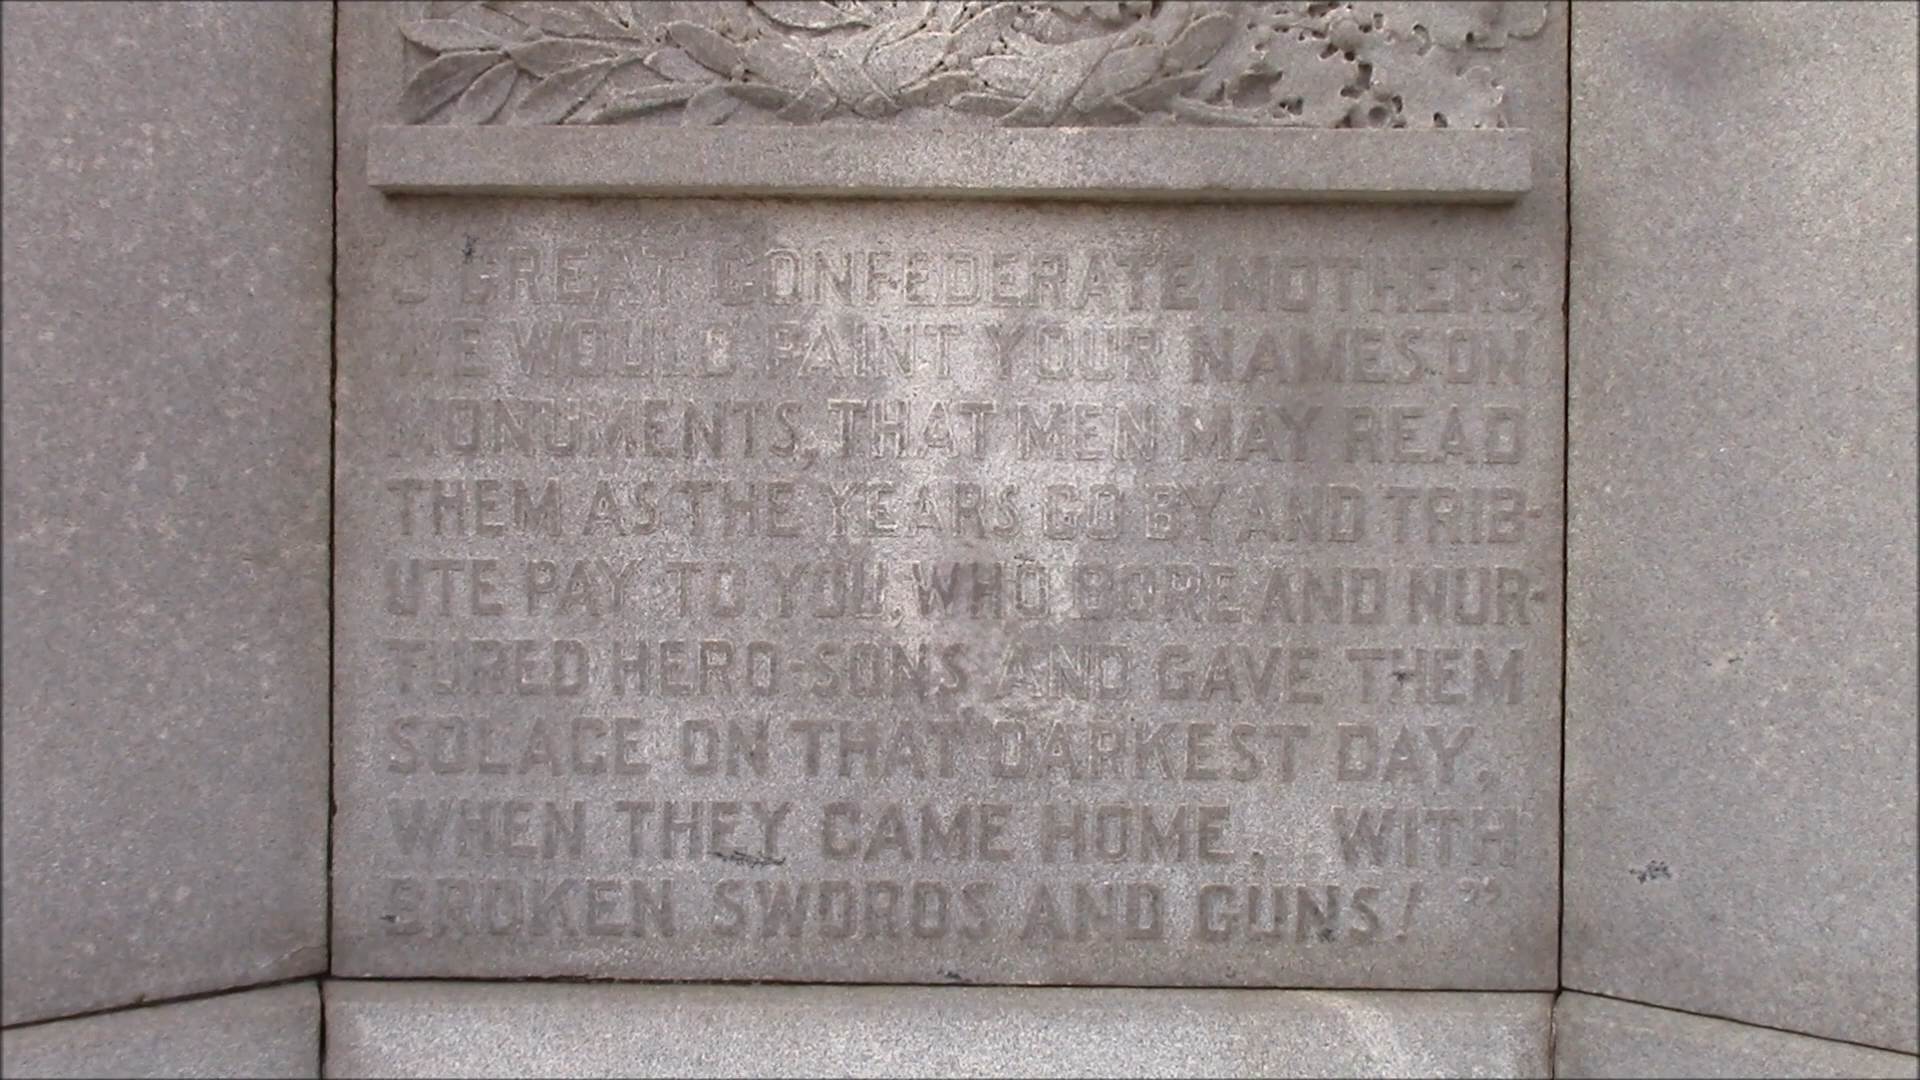 O GREAT CONFEDERATE MOTHERS,
WE WOULD PAINT YOUR NAMES ON
MONUMENTS, THAT MEN MAY READ
THEM AS THE YEARS GO BY AND TRIB-
UTE PAY TO YOU, WHO BORE AND NUR-
TURED HERO-SONS AND GAVE THEM
SOLACE ON THAT DARKEST DAY,
WHEN THEY CAME HOME, WITH
BROKEN SWORDS AND GUNS! ”